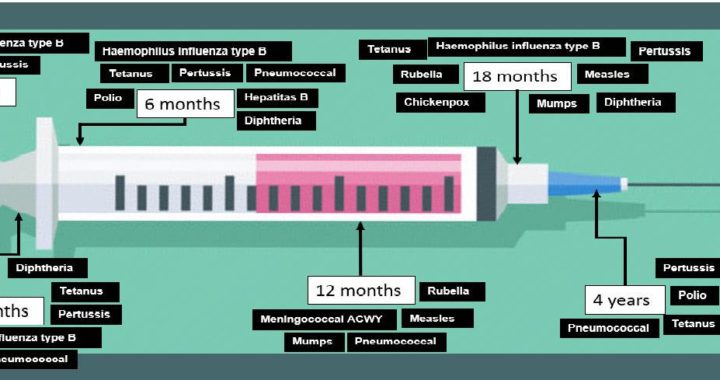 enza type B
ussis
Haemophilus influenza type B
Tetanus
Pertussis
Pneumococcal
Polio
6 months
Hepatitas B
Diphtheria
Tetanus
Haemophilus influenza type B
Pertussis
Rubella
18 months
Measles
Chickenpox
Mumps
Diphtheria
Diphtheria
Tetanus
nths
Pertussis
fluenza type B
neumococcal
12 months
Rubella
Meningococcal ACWY
Measles
Mumps
Pneumococcal
Pertussis
4 years
Polio
Pneumococcal
Tetanus